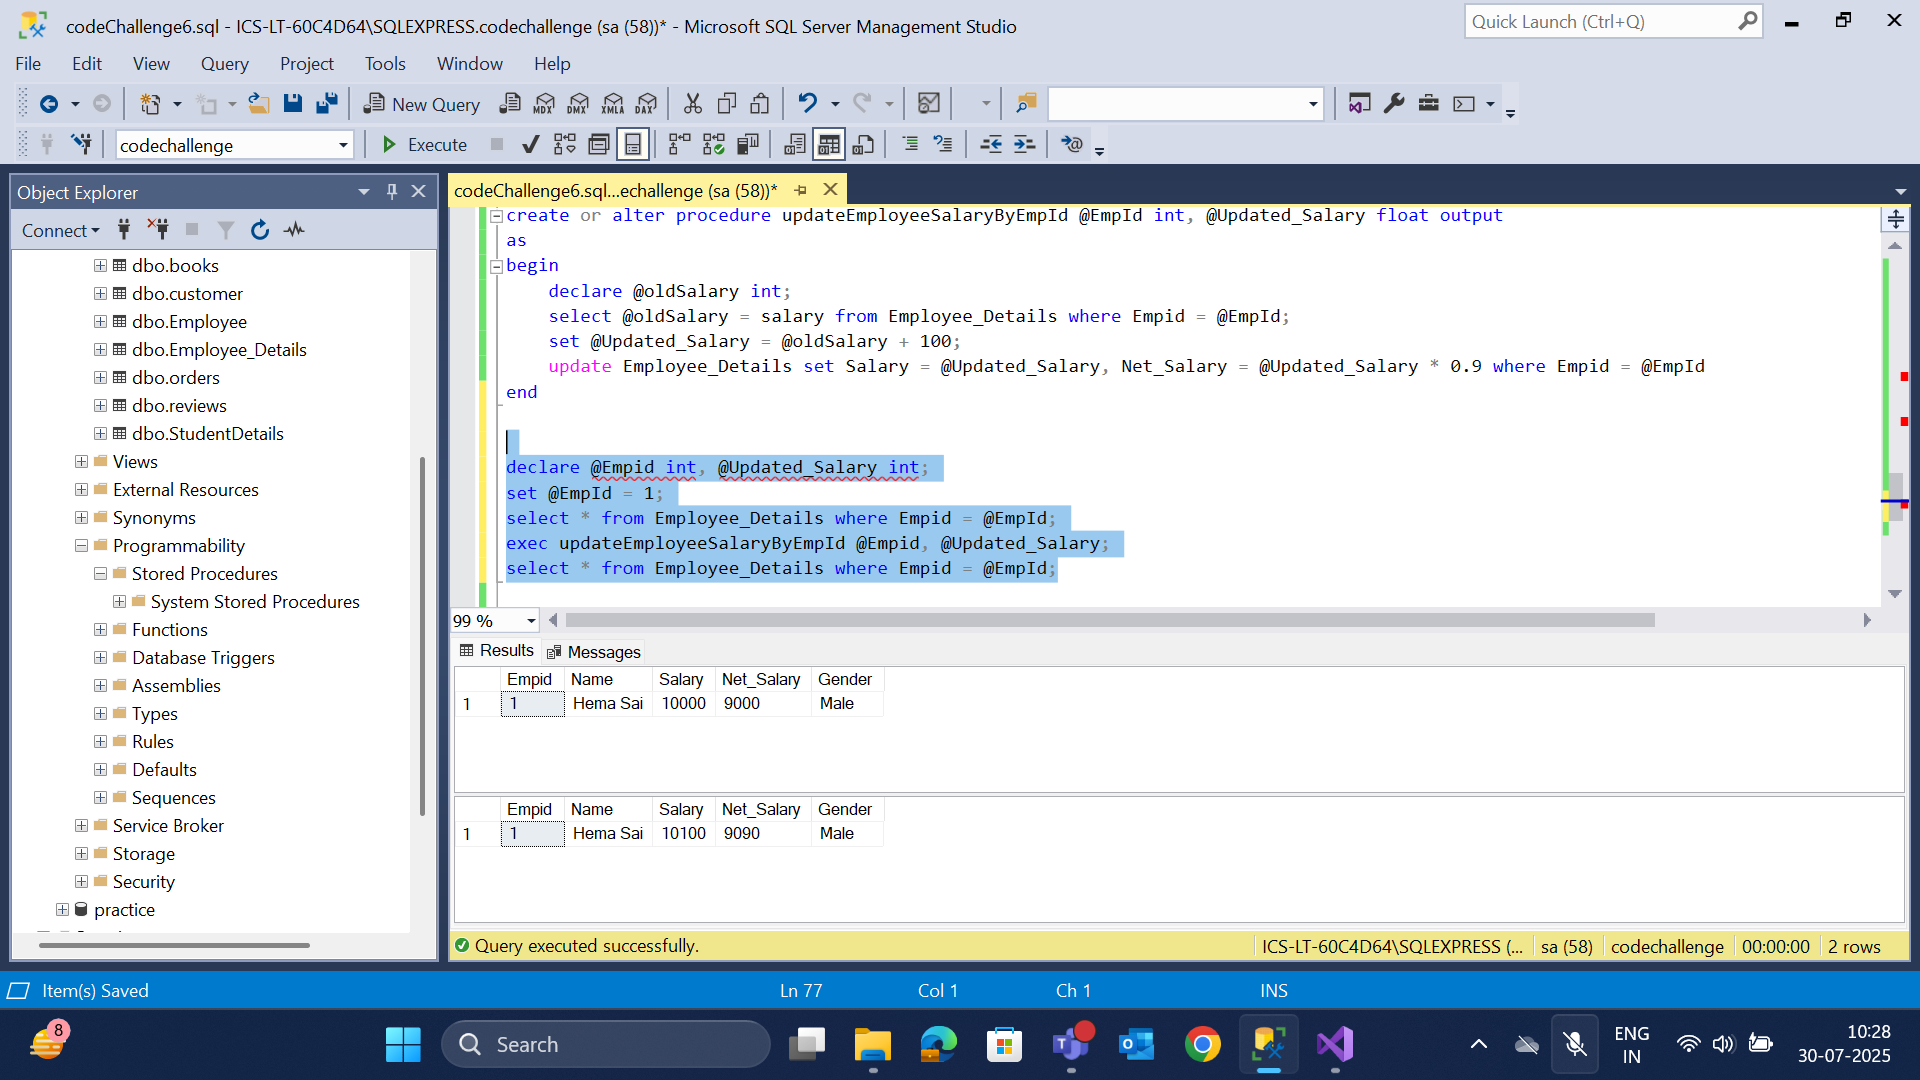 codeChallenge6.sql - ICS-LT-60C4D64\SQLEXPRESS.codechallenge (sa (58))* - Microsoft SQL Server Management Studio
Quick Launch (Ctrl+Q)
File Edit View Query Project Tools Window Help
New Query MDX DMX XMLA DAX
codechallenge Execute
Object Explorer
Connect
dbo.books
dbo.customer
dbo.Employee
dbo.Employee_Details
dbo.orders
dbo.reviews
dbo.StudentDetails
Views
External Resources
Synonyms
Programmability
Stored Procedures
System Stored Procedures
Functions
Database Triggers
Assemblies
Types
Rules
Defaults
Sequences
Service Broker
Storage
Security
practice
codeChallenge6.sql...echallenge (sa (58))*
create or alter procedure updateEmployeeSalaryByEmpId @EmpId int, @Updated_Salary float output
as
begin
declare @oldSalary int;
select @oldSalary = salary from Employee_Details where Empid = @EmpId;
set @Updated_Salary = @oldSalary + 100;
update Employee_Details set Salary = @Updated_Salary, Net_Salary = @Updated_Salary * 0.9 where Empid = @EmpId
end
declare @Empid int, @Updated_Salary int;
set @EmpId = 1;
select * from Employee_Details where Empid = @EmpId;
exec updateEmployeeSalaryByEmpId @Empid, @Updated_Salary;
select * from Employee_Details where Empid = @EmpId;
99 %
Results Messages
Empid Name Salary Net_Salary Gender
1 1 Hema Sai 10000 9000 Male
Empid Name Salary Net_Salary Gender
1 1 Hema Sai 10100 9090 Male
Query executed successfully. ICS-LT-60C4D64\SQLEXPRESS (... sa (58) codechallenge 00:00:00 2 rows
Item(s) Saved Ln 77 Col 1 Ch 1 INS
8
Search
ENG
IN
10:28
30-07-2025